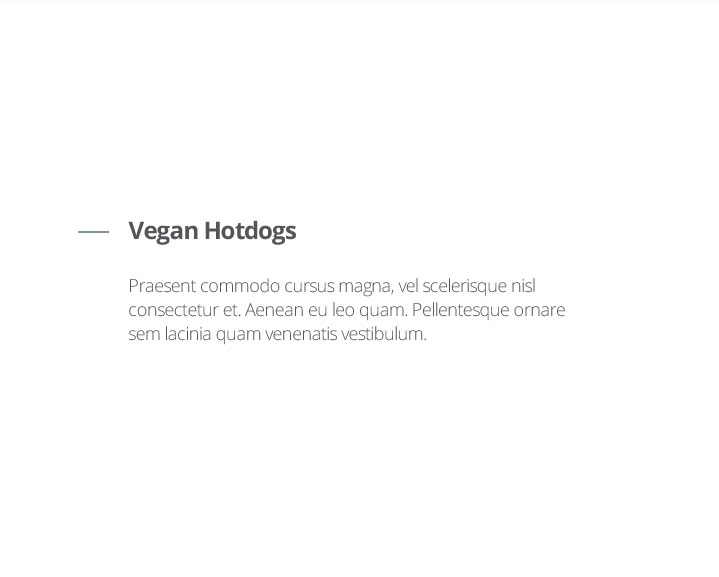 Vegan Hotdogs
Praesent commodo cursus magna, vel scelerisque nisl
consectetur et. Aenean eu leo quam. Pellentesque ornare
sem lacinia quam venenatis vestibulum.